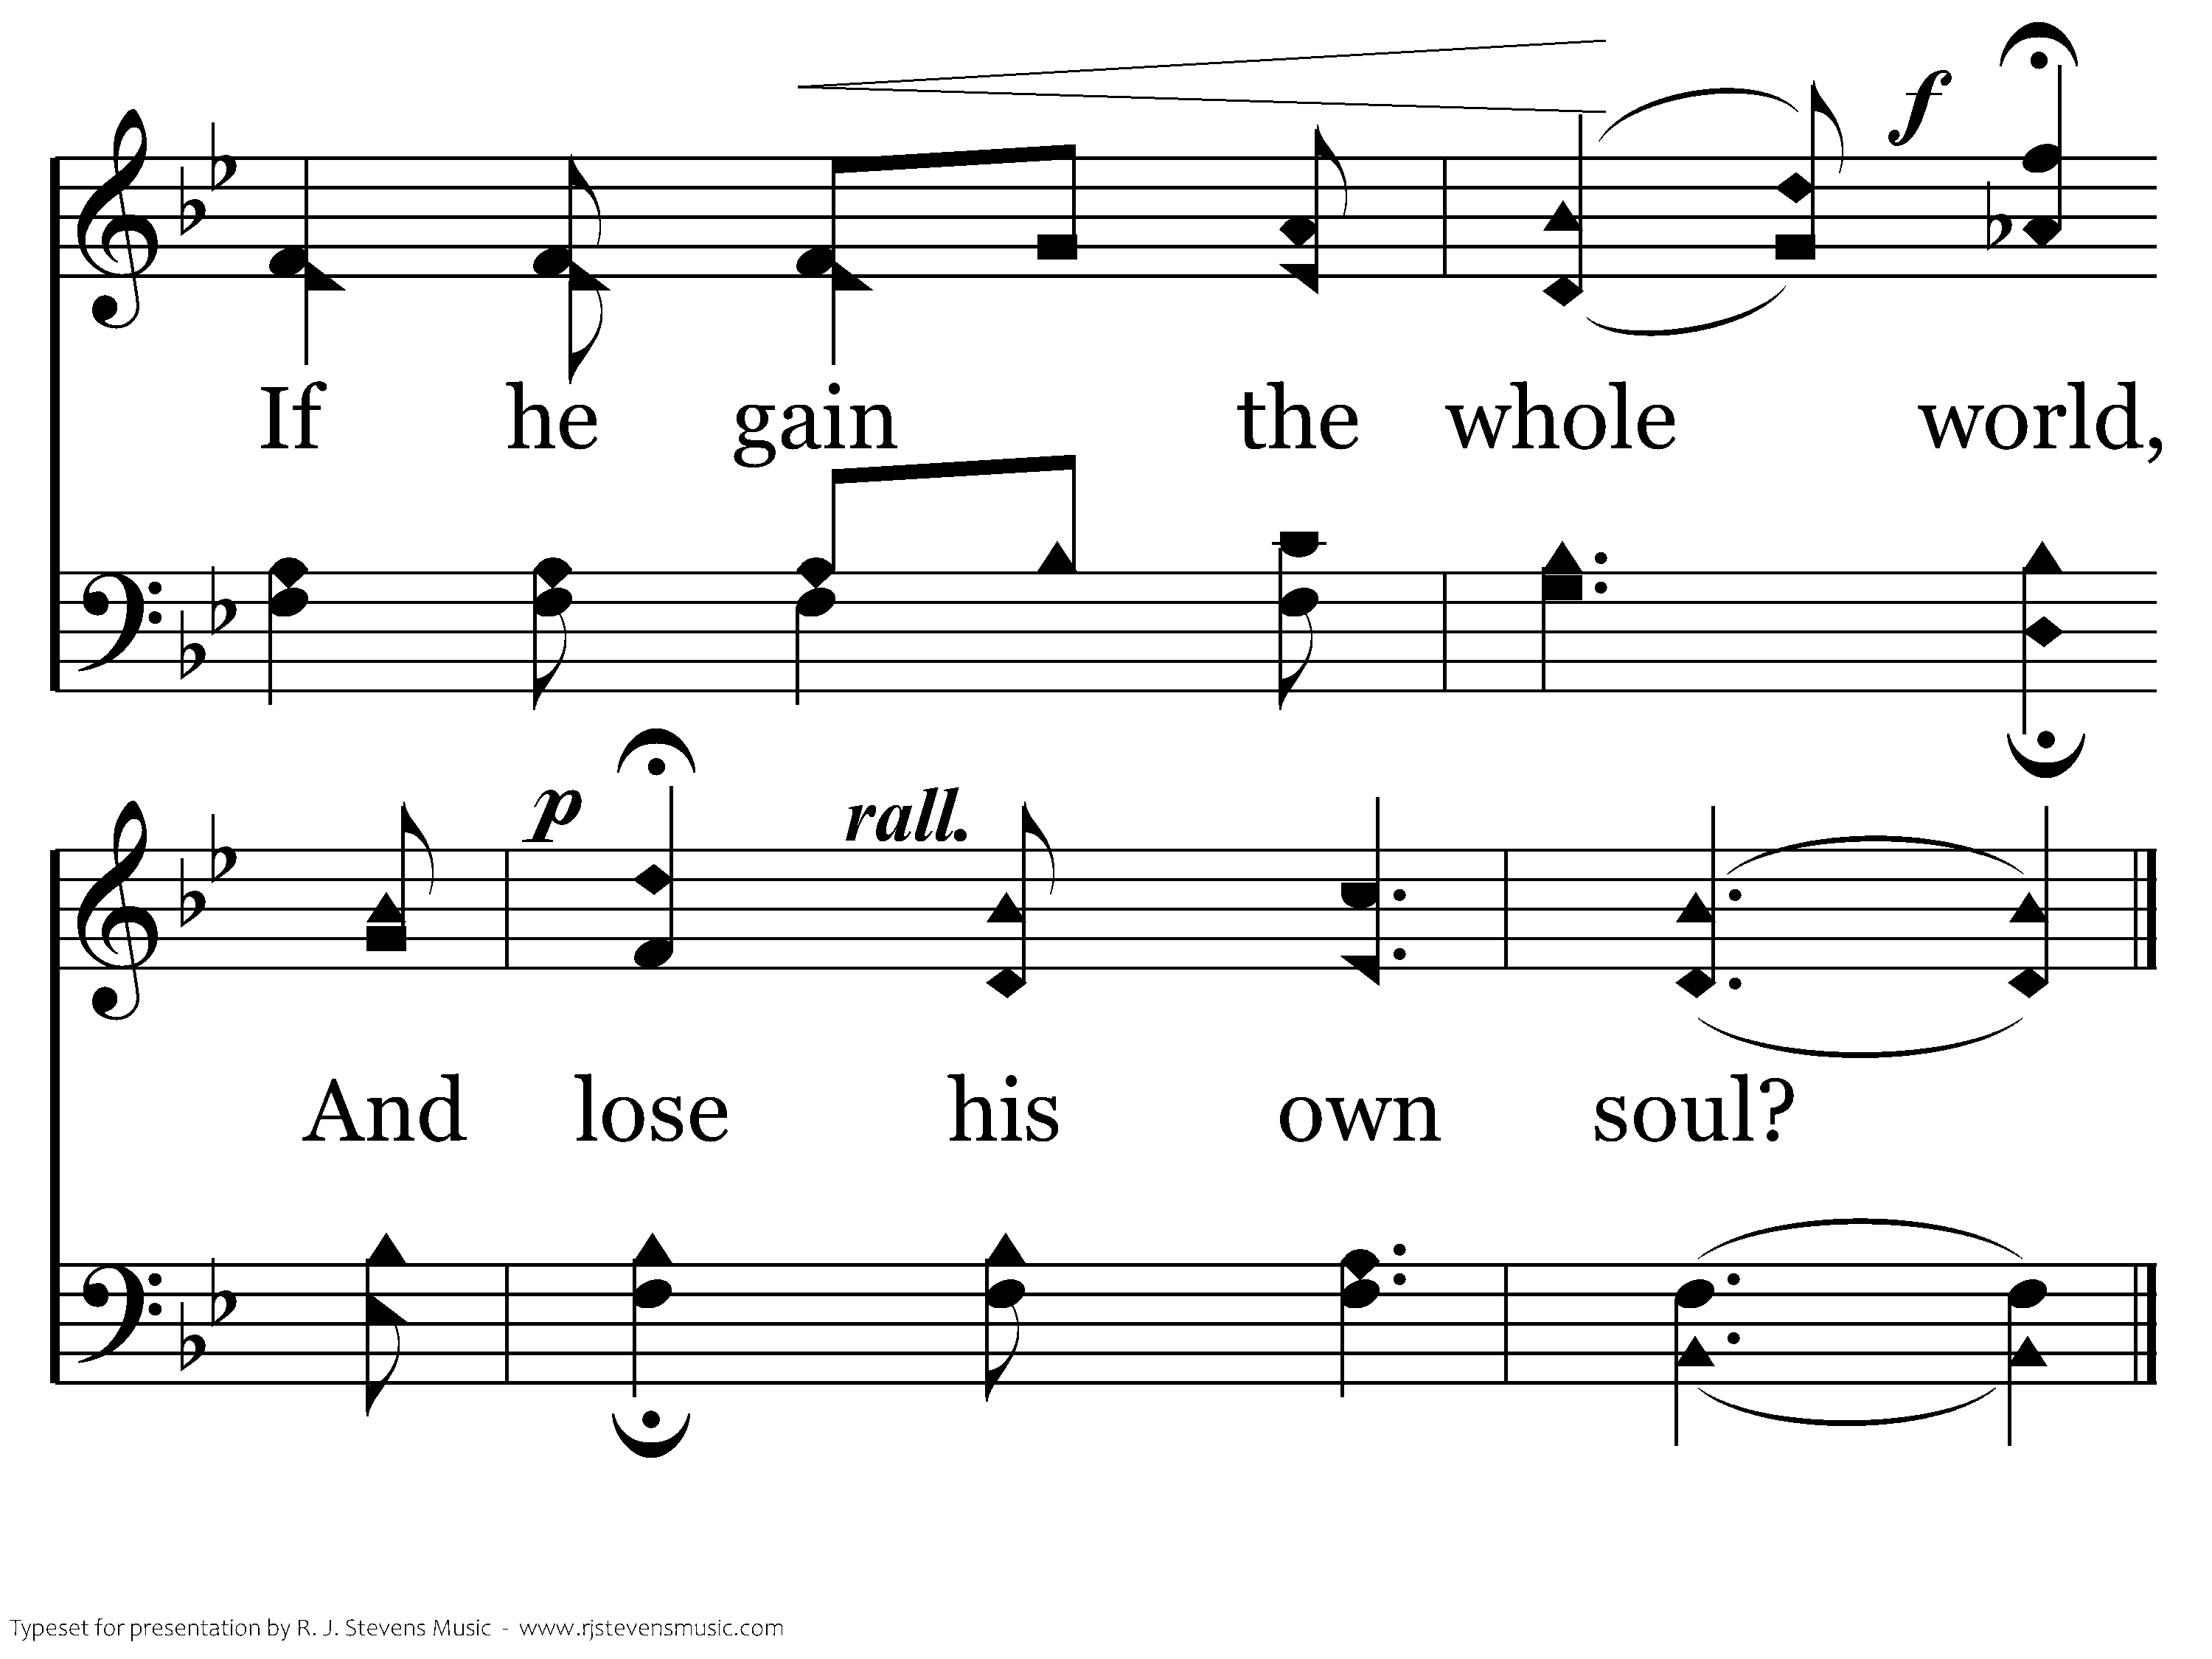 f
If he gain the whole world,
p rall.
And lose his own soul?
Typeset for presentation by R. J. Stevens Music - www.rjstevensmusic.com